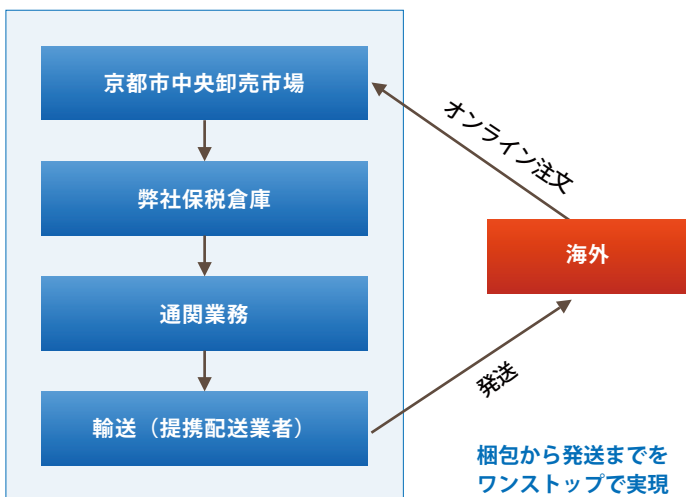 京都市中央卸売市場
オンライン注文
弊社保税倉庫
海外
通関業務
発送
輸送（提携配送業者）
梱包から発送までを
ワンストップで実現